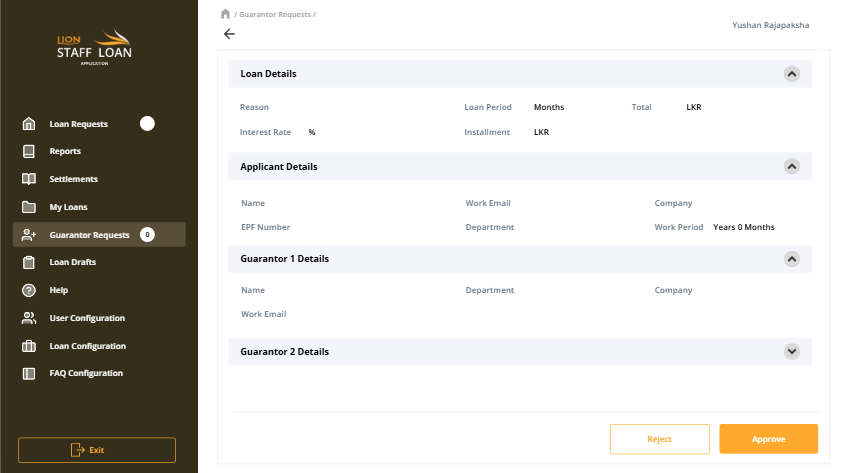 LION
STAFF LOAN
APPLICATION
Loan Requests
Reports
Settlements
My Loans
Guarantor Requests 0
Loan Drafts
Help
User Configuration
Loan Configuration
FAQ Configuration
Exit
/ Guarantor Requests /
Yushan Rajapaksha
Loan Details
Reason Loan Period Months Total LKR
Interest Rate % Installment LKR
Applicant Details
Name Work Email Company
EPF Number Department Work Period Years 0 Months
Guarantor 1 Details
Name Department Company
Work Email
Guarantor 2 Details
Reject Approve